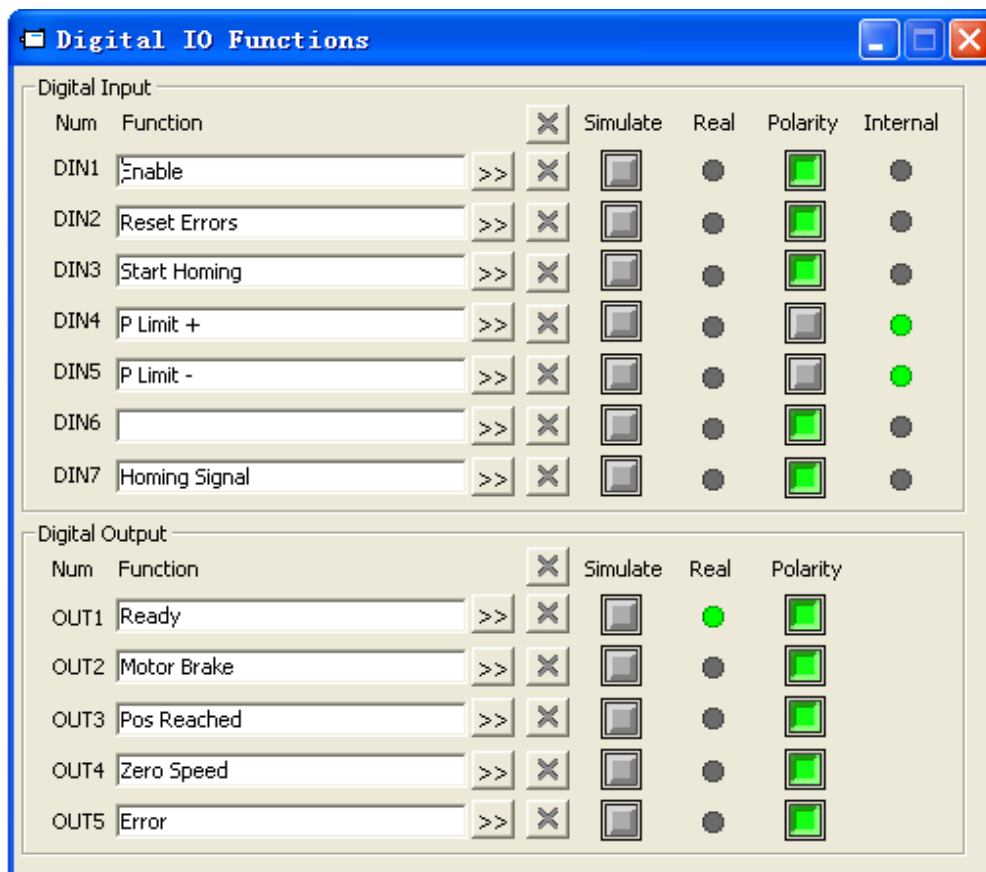 Digital IO Functions
Digital Input
Num Function Simulate Real Polarity Internal
DIN1 Enable >>
DIN2 Reset Errors >>
DIN3 Start Homing >>
DIN4 P Limit + >>
DIN5 P Limit - >>
DIN6 >>
DIN7 Homing Signal >>
Digital Output
Num Function Simulate Real Polarity
OUT1 Ready >>
OUT2 Motor Brake >>
OUT3 Pos Reached >>
OUT4 Zero Speed >>
OUT5 Error >>